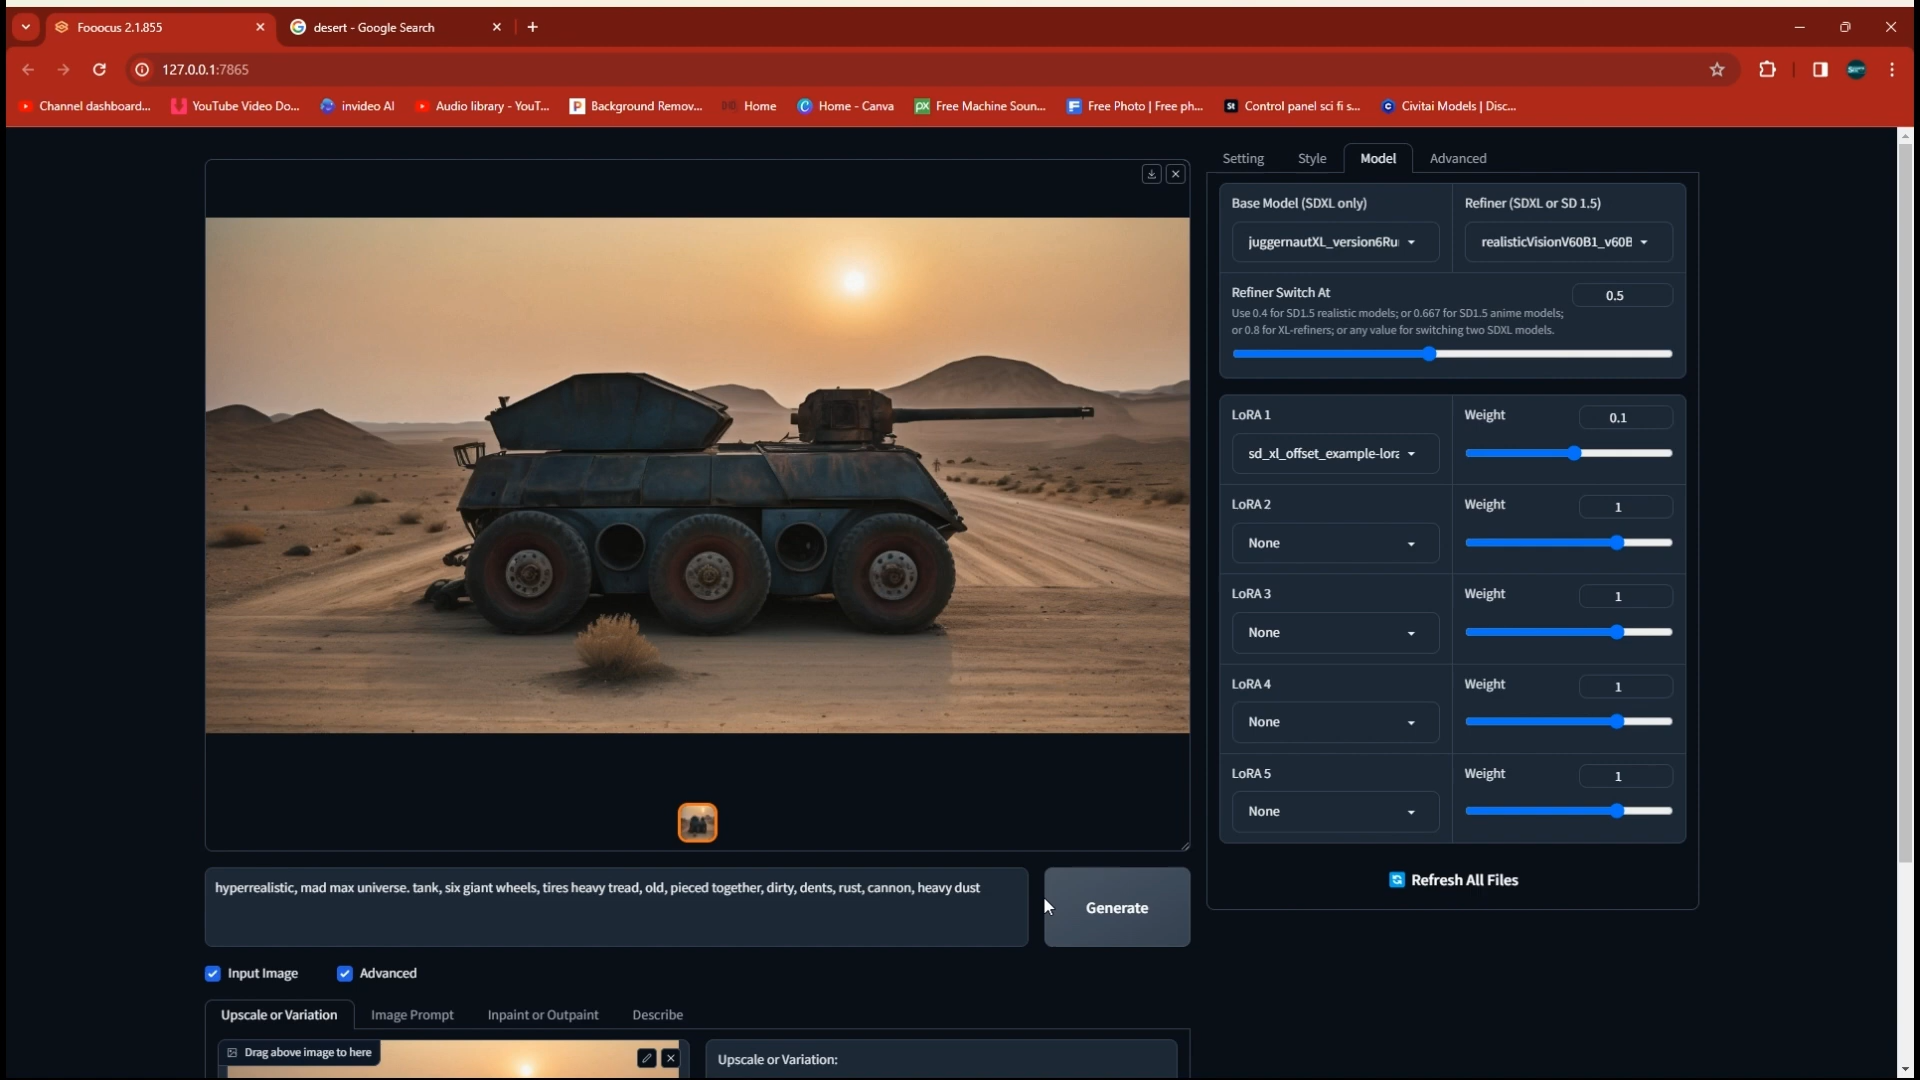 Fooocus 2.1.855
desert - Google Search
127.0.0.1:7865
Channel dashboard...
YouTube Video Do...
invideo AI
Audio library - YouT...
Background Remov...
Home
Home - Canva
Free Machine Soun...
Free Photo | Free ph...
Control panel sci fi s...
Civitai Models | Disc...
Setting Style Model Advanced
Base Model (SDXL only)
Refiner (SDXL or SD 1.5)
juggernautXL_version6Ru
realisticVisionV60B1_v60B
Refiner Switch At
0.5
Use 0.4 for SD1.5 realistic models; or 0.667 for SD1.5 anime models;
or 0.8 for XL-refiners; or any value for switching two SDXL models.
LoRA 1
Weight
0.1
sd_xl_offset_example-lora
LoRA 2
Weight
1
None
LoRA 3
Weight
1
None
LoRA 4
Weight
1
None
LoRA 5
Weight
1
None
Refresh All Files
hyperrealistic, mad max universe. tank, six giant wheels, tires heavy tread, old, pieced together, dirty, dents, rust, cannon, heavy dust
Generate
Input Image
Advanced
Upscale or Variation
Image Prompt
Inpaint or Outpaint
Describe
Drag above image to here
Upscale or Variation: